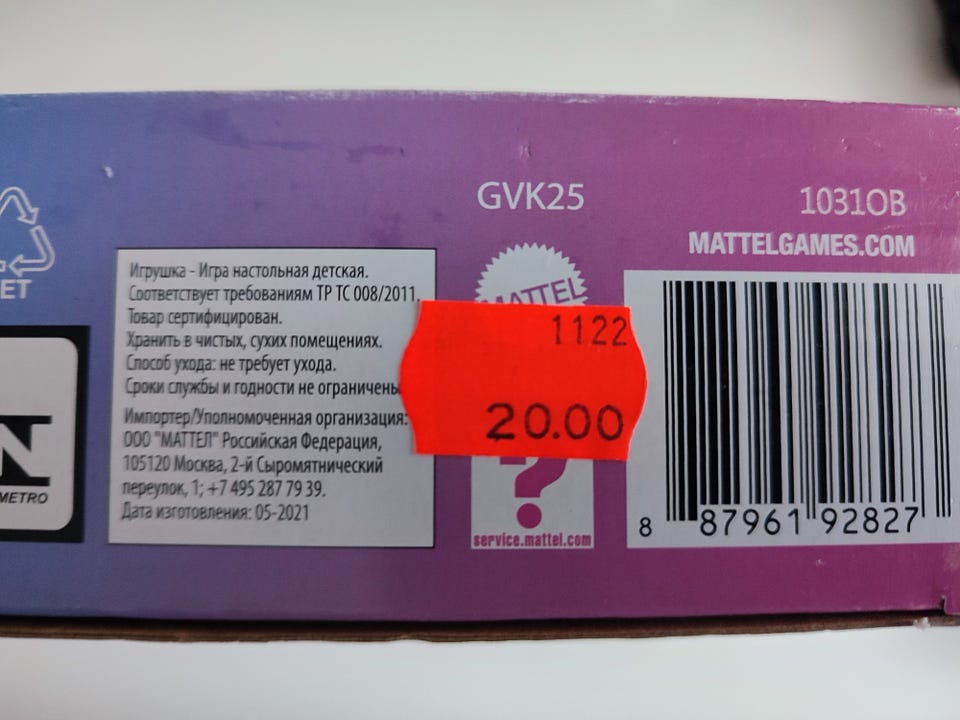 GVK25
1031OB
MATTELGAMES.COM
ET
Игрушка - Игра настольная детская.
Соответствует требованиям ТР ТС 008/2011.
Товар сертифицирован.
Хранить в чистых, сухих помещениях.
Способ ухода: не требует ухода.
Сроки службы и годности не ограничены
Импортер/Уполномоченная организация:
ООО "МАТТЕЛ" Российская Федерация,
105120 Москва, 2-й Сыромятнический
переулок, 1; +7 495 287 79 39.
Дата изготовления: 05-2021
N
METRO
MATTEL
1122
20.00
?
service.mattel.com
8 87961 92827